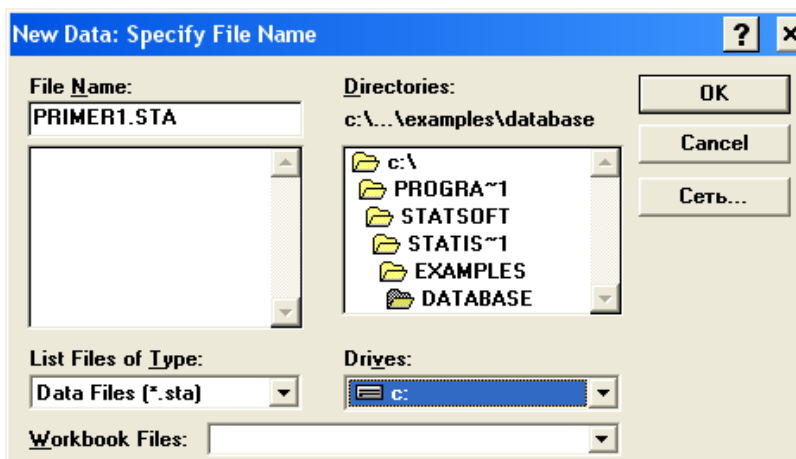 New Data: Specify File Name
?
×
File Name:
PRIMER1.STA
Directories:
c:\...\examples\database
c:\
PROGRA~1
STATSOFT
STATIS~1
EXAMPLES
DATABASE
OK
Cancel
Сеть...
List Files of Type:
Data Files (*.sta)
Drives:
c:
Workbook Files: